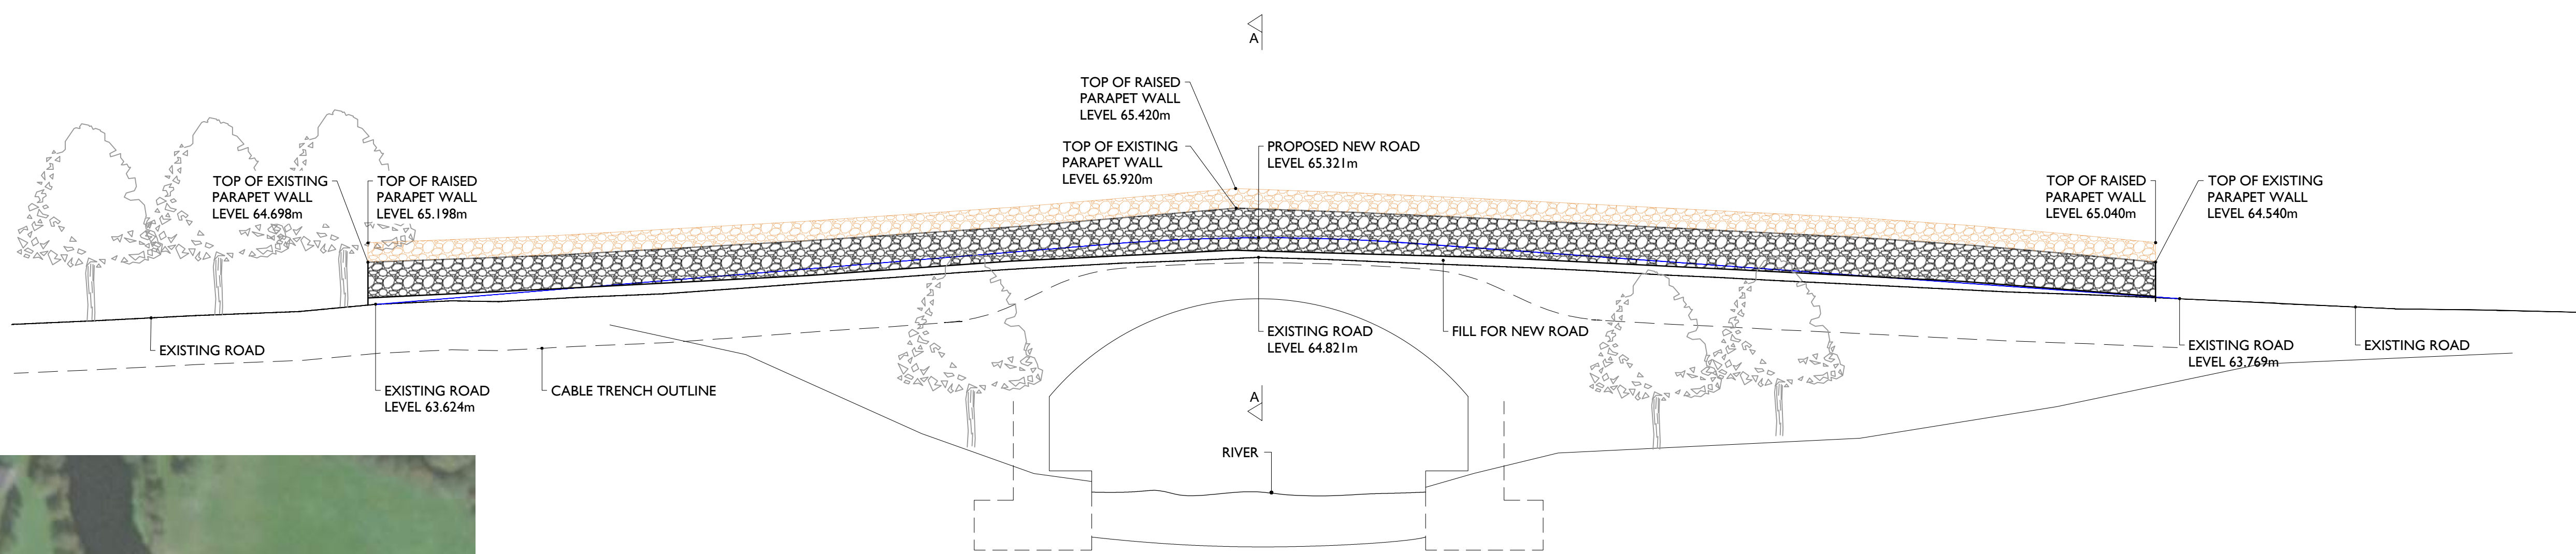 A
TOP OF RAISED
PARAPET WALL
LEVEL 65.420m
TOP OF EXISTING
PARAPET WALL
LEVEL 65.920m
PROPOSED NEW ROAD
LEVEL 65.321m
TOP OF EXISTING
PARAPET WALL
LEVEL 64.698m
TOP OF RAISED
PARAPET WALL
LEVEL 65.198m
TOP OF RAISED
PARAPET WALL
LEVEL 65.040m
TOP OF EXISTING
PARAPET WALL
LEVEL 64.540m
EXISTING ROAD
EXISTING ROAD
LEVEL 63.624m
CABLE TRENCH OUTLINE
EXISTING ROAD
LEVEL 64.821m
FILL FOR NEW ROAD
EXISTING ROAD
LEVEL 63.769m
EXISTING ROAD
A
RIVER